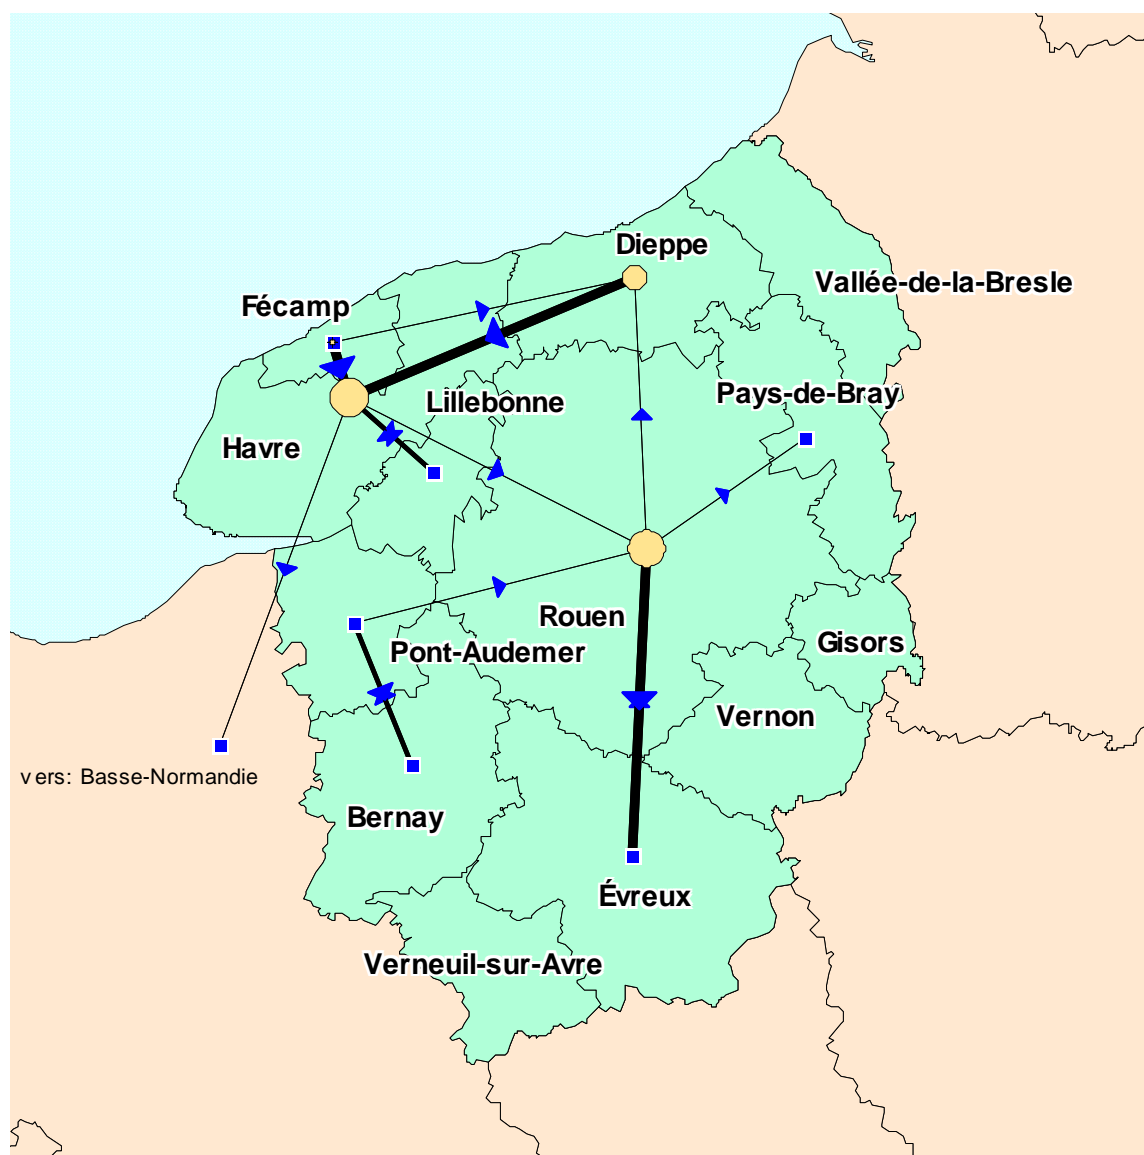 Dieppe
Vallée-de-la-Bresle
Fécamp
Pays-de-Bray
Lillebonne
Havre
Rouen
Gisors
Pont-Audemer
Vernon
vers: Basse-Normandie
Bernay
Évreux
Verneuil-sur-Avre